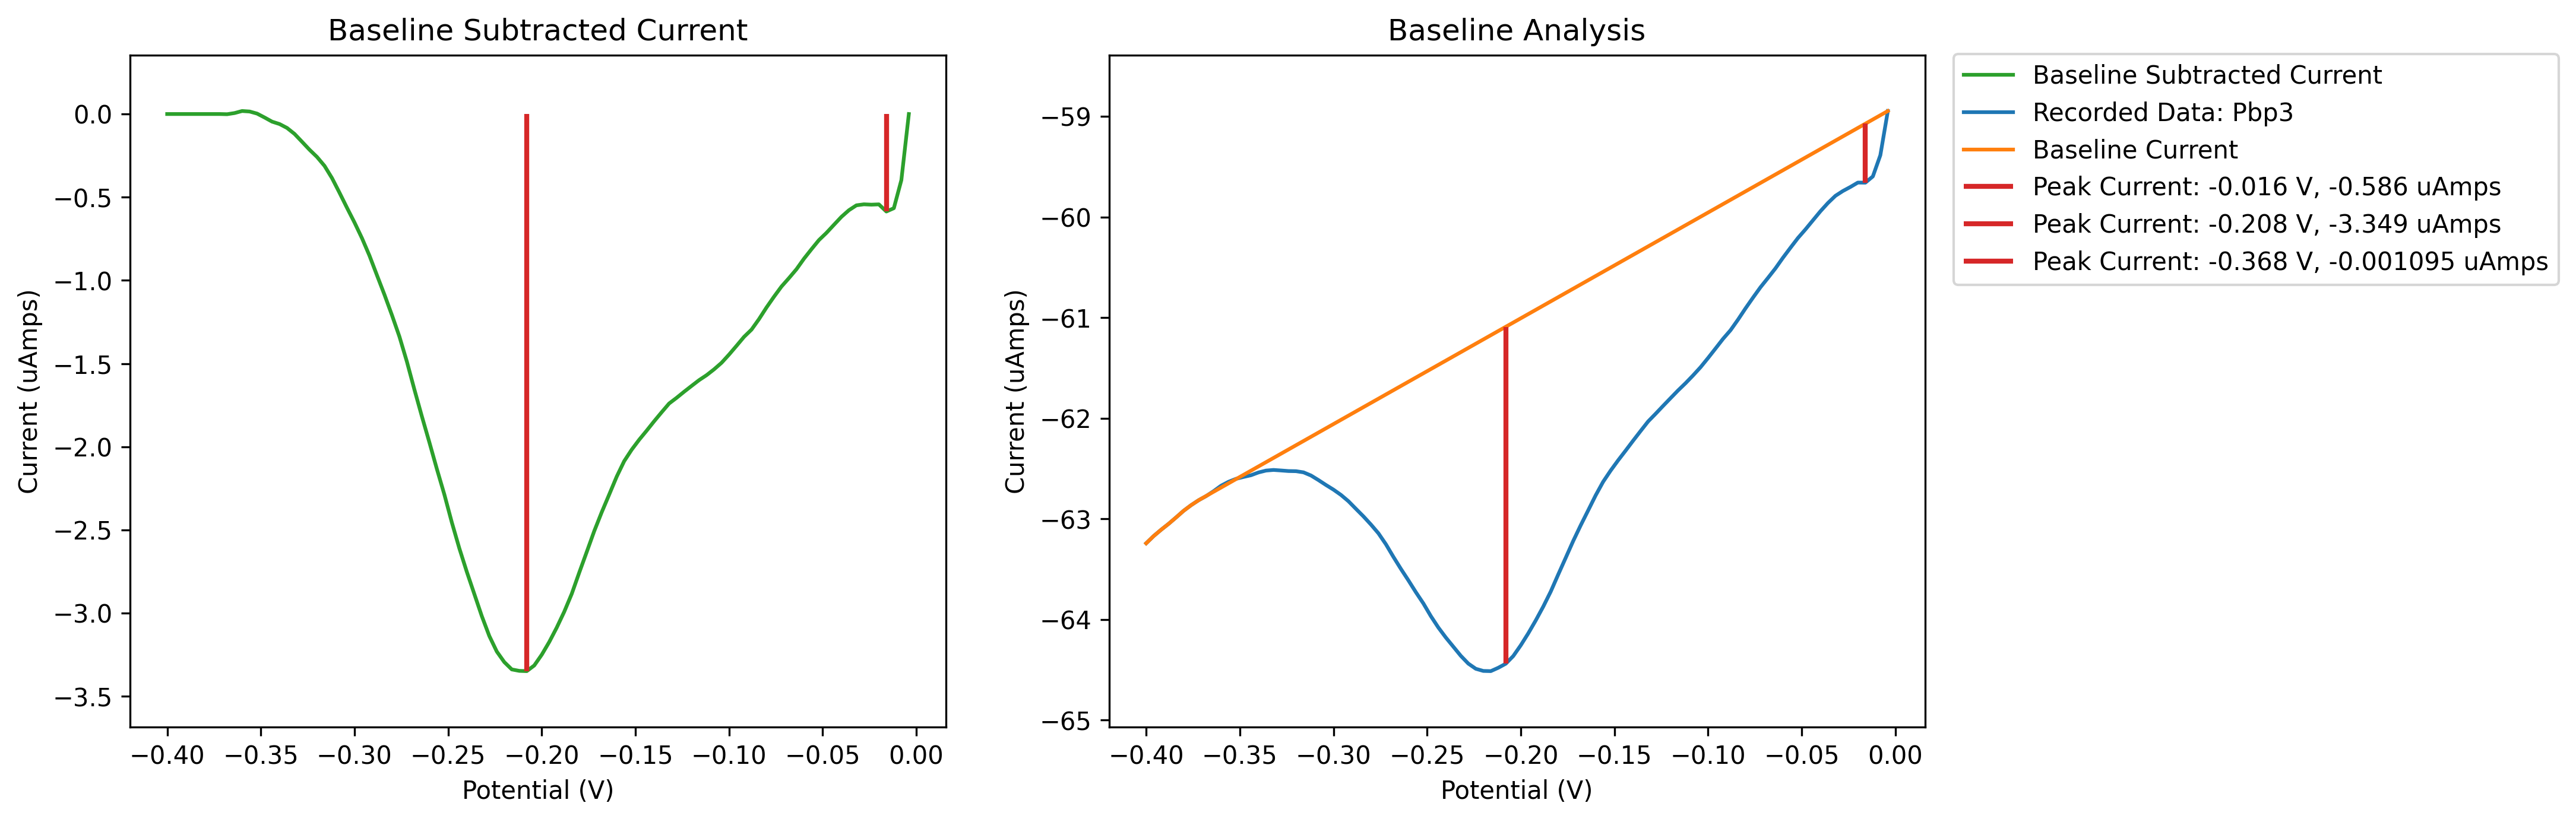 Baseline Subtracted Current
0.0
−0.5
−1.0
−1.5
−2.0
−2.5
−3.0
−3.5
Current (uAmps)
−0.40 −0.35 −0.30 −0.25 −0.20 −0.15 −0.10 −0.05 0.00
Potential (V)
Baseline Analysis
−59
−60
−61
−62
−63
−64
−65
Current (uAmps)
−0.40 −0.35 −0.30 −0.25 −0.20 −0.15 −0.10 −0.05 0.00
Potential (V)
Baseline Subtracted Current
Recorded Data: Pbp3
Baseline Current
Peak Current: -0.016 V, -0.586 uAmps
Peak Current: -0.208 V, -3.349 uAmps
Peak Current: -0.368 V, -0.001095 uAmps